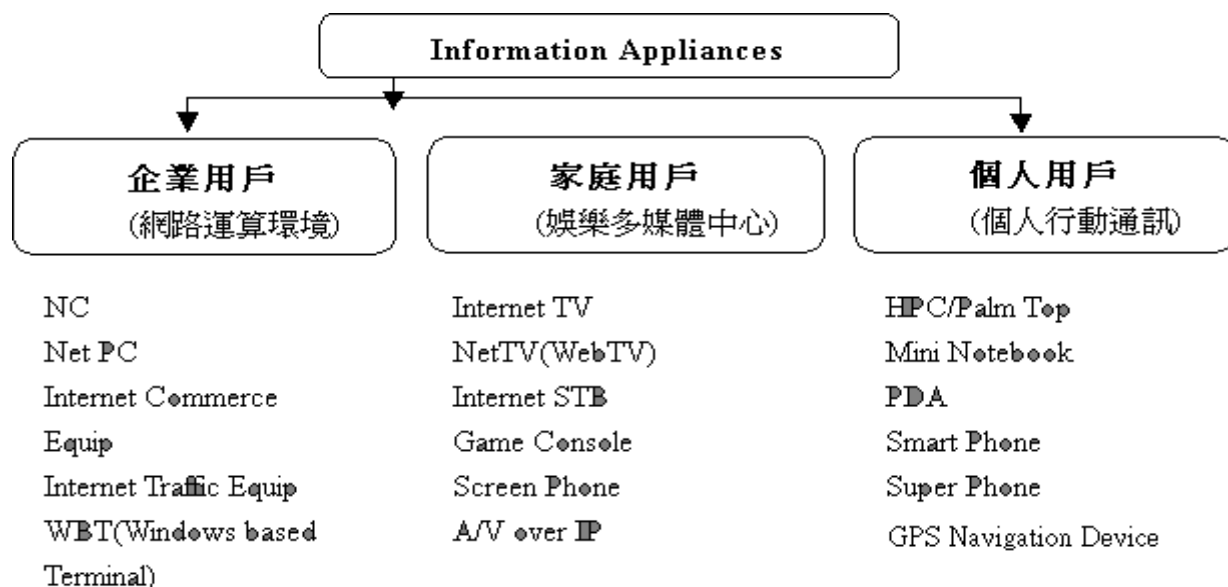 Information Appliances
企業用戶
(網路運算環境)
NC
Net PC
Internet Commerce
Equip
Internet Traffic Equip
WBT(Windows based
Terminal)
家庭用戶
(娛樂多媒體中心)
Internet TV
NetTV(WebTV)
Internet STB
Game Console
Screen Phone
A/V over IP
個人用戶
(個人行動通訊)
HPC/Palm Top
Mini Notebook
PDA
Smart Phone
Super Phone
GPS Navigation Device